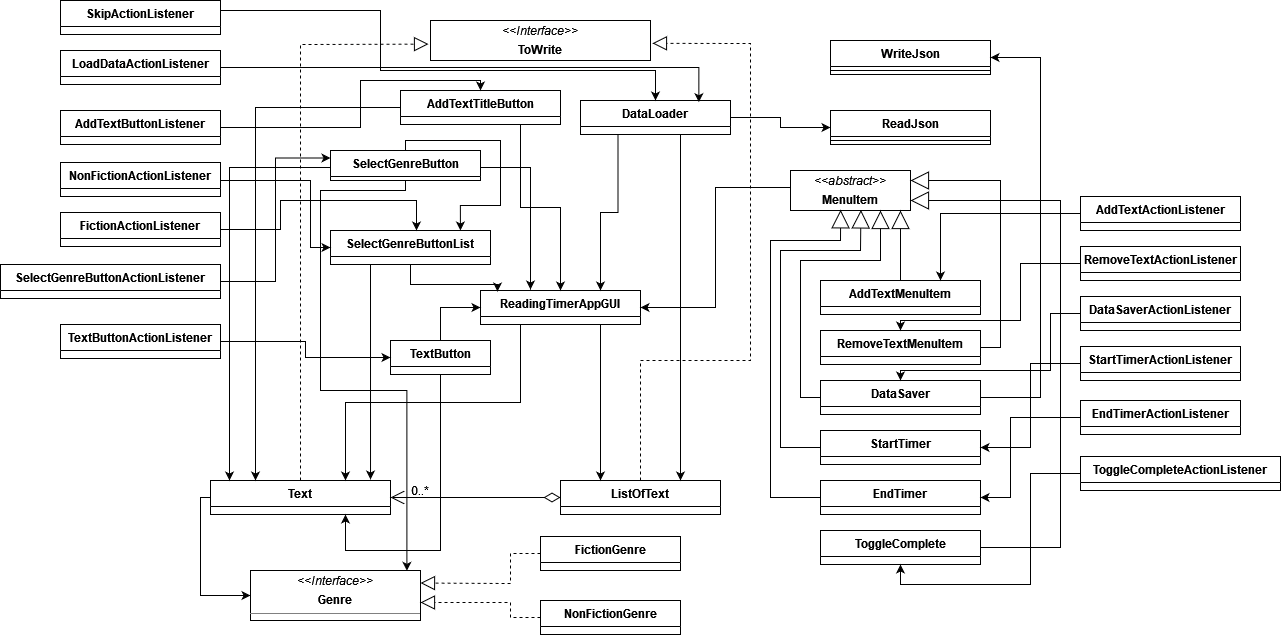 SkipActionListener
<<Interface>>
ToWrite
LoadDataActionListener
WriteJson
AddTextTitleButton
DataLoader
AddTextButtonListener
ReadJson
SelectGenreButton
NonFictionActionListener
<<abstract>>
MenuItem
AddTextActionListener
FictionActionListener
SelectGenreButtonList
RemoveTextActionListener
SelectGenreButtonActionListener
AddTextMenuItem
ReadingTimerAppGUI
DataSaverActionListener
TextButtonActionListener
TextButton
RemoveTextMenuItem
StartTimerActionListener
DataSaver
EndTimerActionListener
StartTimer
ToggleCompleteActionListener
Text
0..*
ListOfText
EndTimer
ToggleComplete
FictionGenre
<<Interface>>
Genre
NonFictionGenre